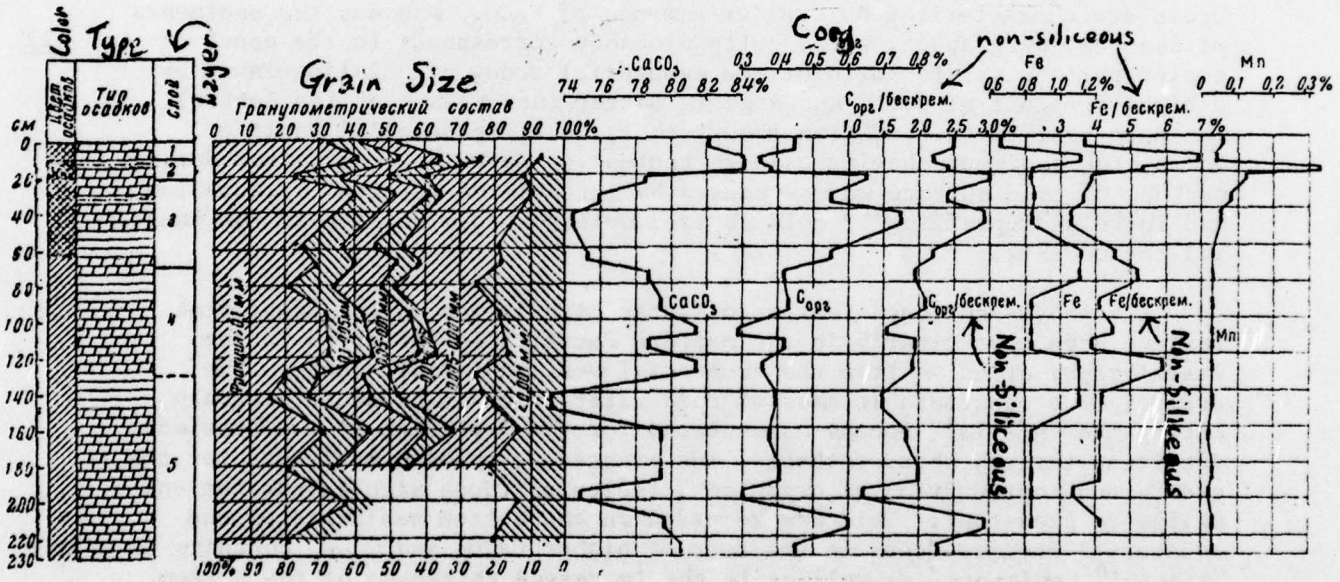 Color
Type
Layer
Grain Size
Cорг
non-siliceous
Цвет осадков
Тип осадков
слой
Гранулометрический состав
10 20 30 40 50 60 70 80 90 100%
CaCO3
74 76 78 80 82 84%
0,3 0,4 0,5 0,6 0,7 0,8%
Cорг/бескрем.
1,0 1,5 2,0 2,5 3,0%
Fe
0,6 0,8 1,0 1,2%
Fe/бескрем.
3 4 5 6 7%
Mn
0 0,1 0,2 0,3%
см
0
20
40
60
80
100
120
140
160
180
200
220
230
1
2
3
4
5
<0,001 мм
CaCO3
Cорг
Cорг/бескрем.
Fe
Fe/бескрем.
Mn
Non-Siliceous
Non-Siliceous
100% 99 80 70 60 50 40 30 20 10 0